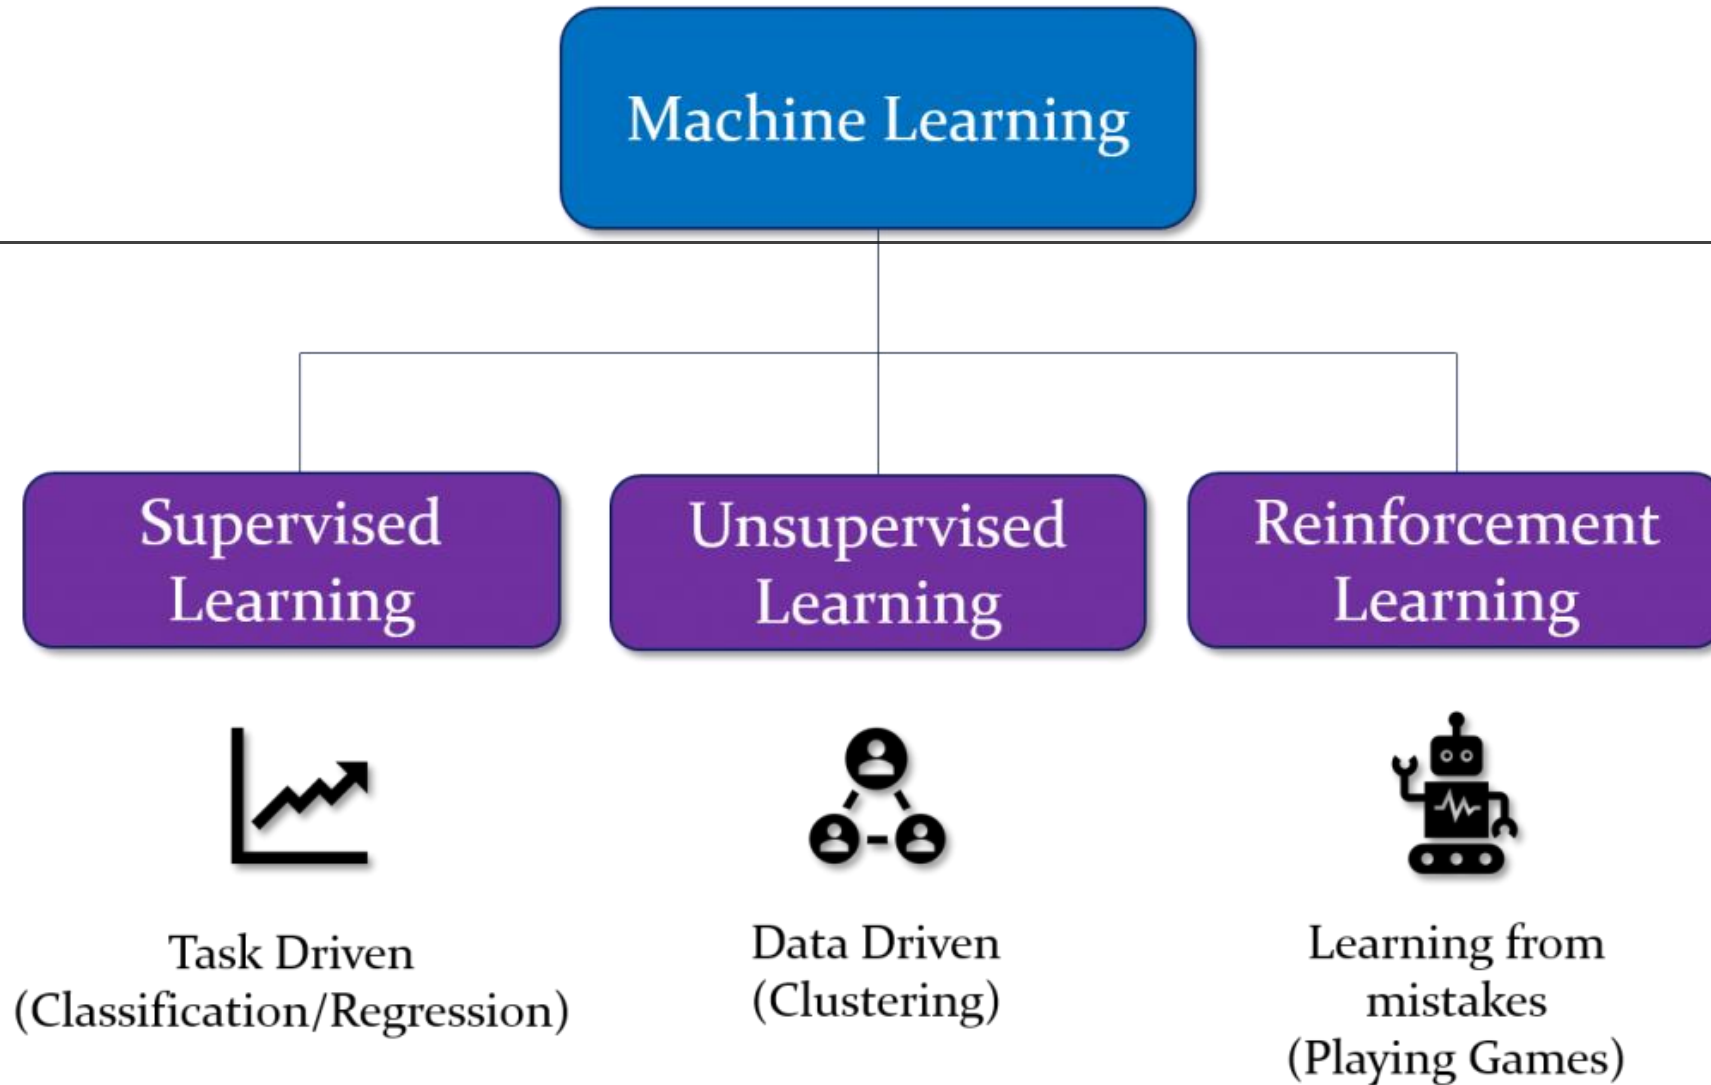 Machine Learning
Supervised
Learning
Unsupervised
Learning
Reinforcement
Learning
Task Driven
(Classification/Regression)
Data Driven
(Clustering)
Learning from
mistakes
(Playing Games)